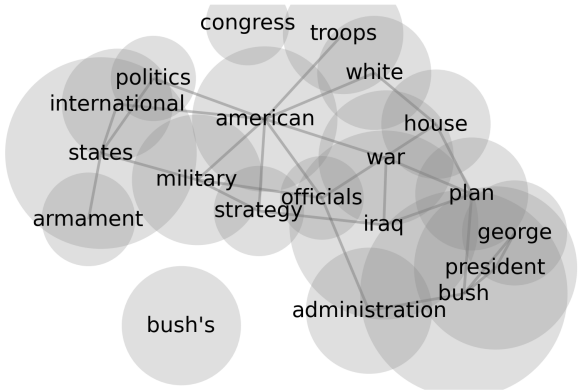 congress
troops
white
politics
international
american
house
states
war
military
officials
plan
strategy
armament
iraq
george
president
bush
administration
bush's